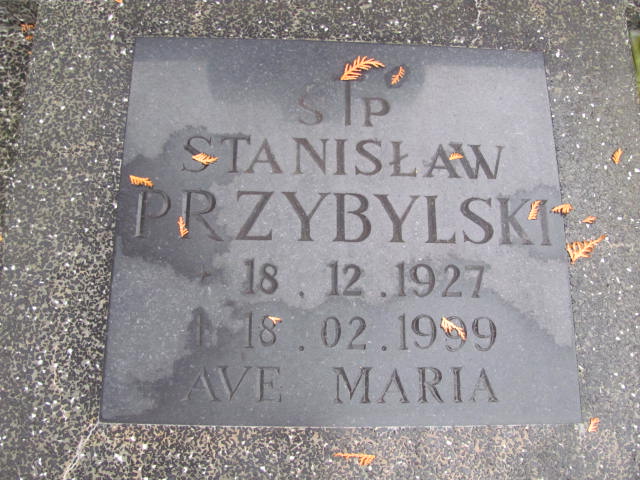 Ś†P
STANISŁAW
PRZYBYLSKI
* 18.12.1927
† 18.02.1999
AVE MARIA